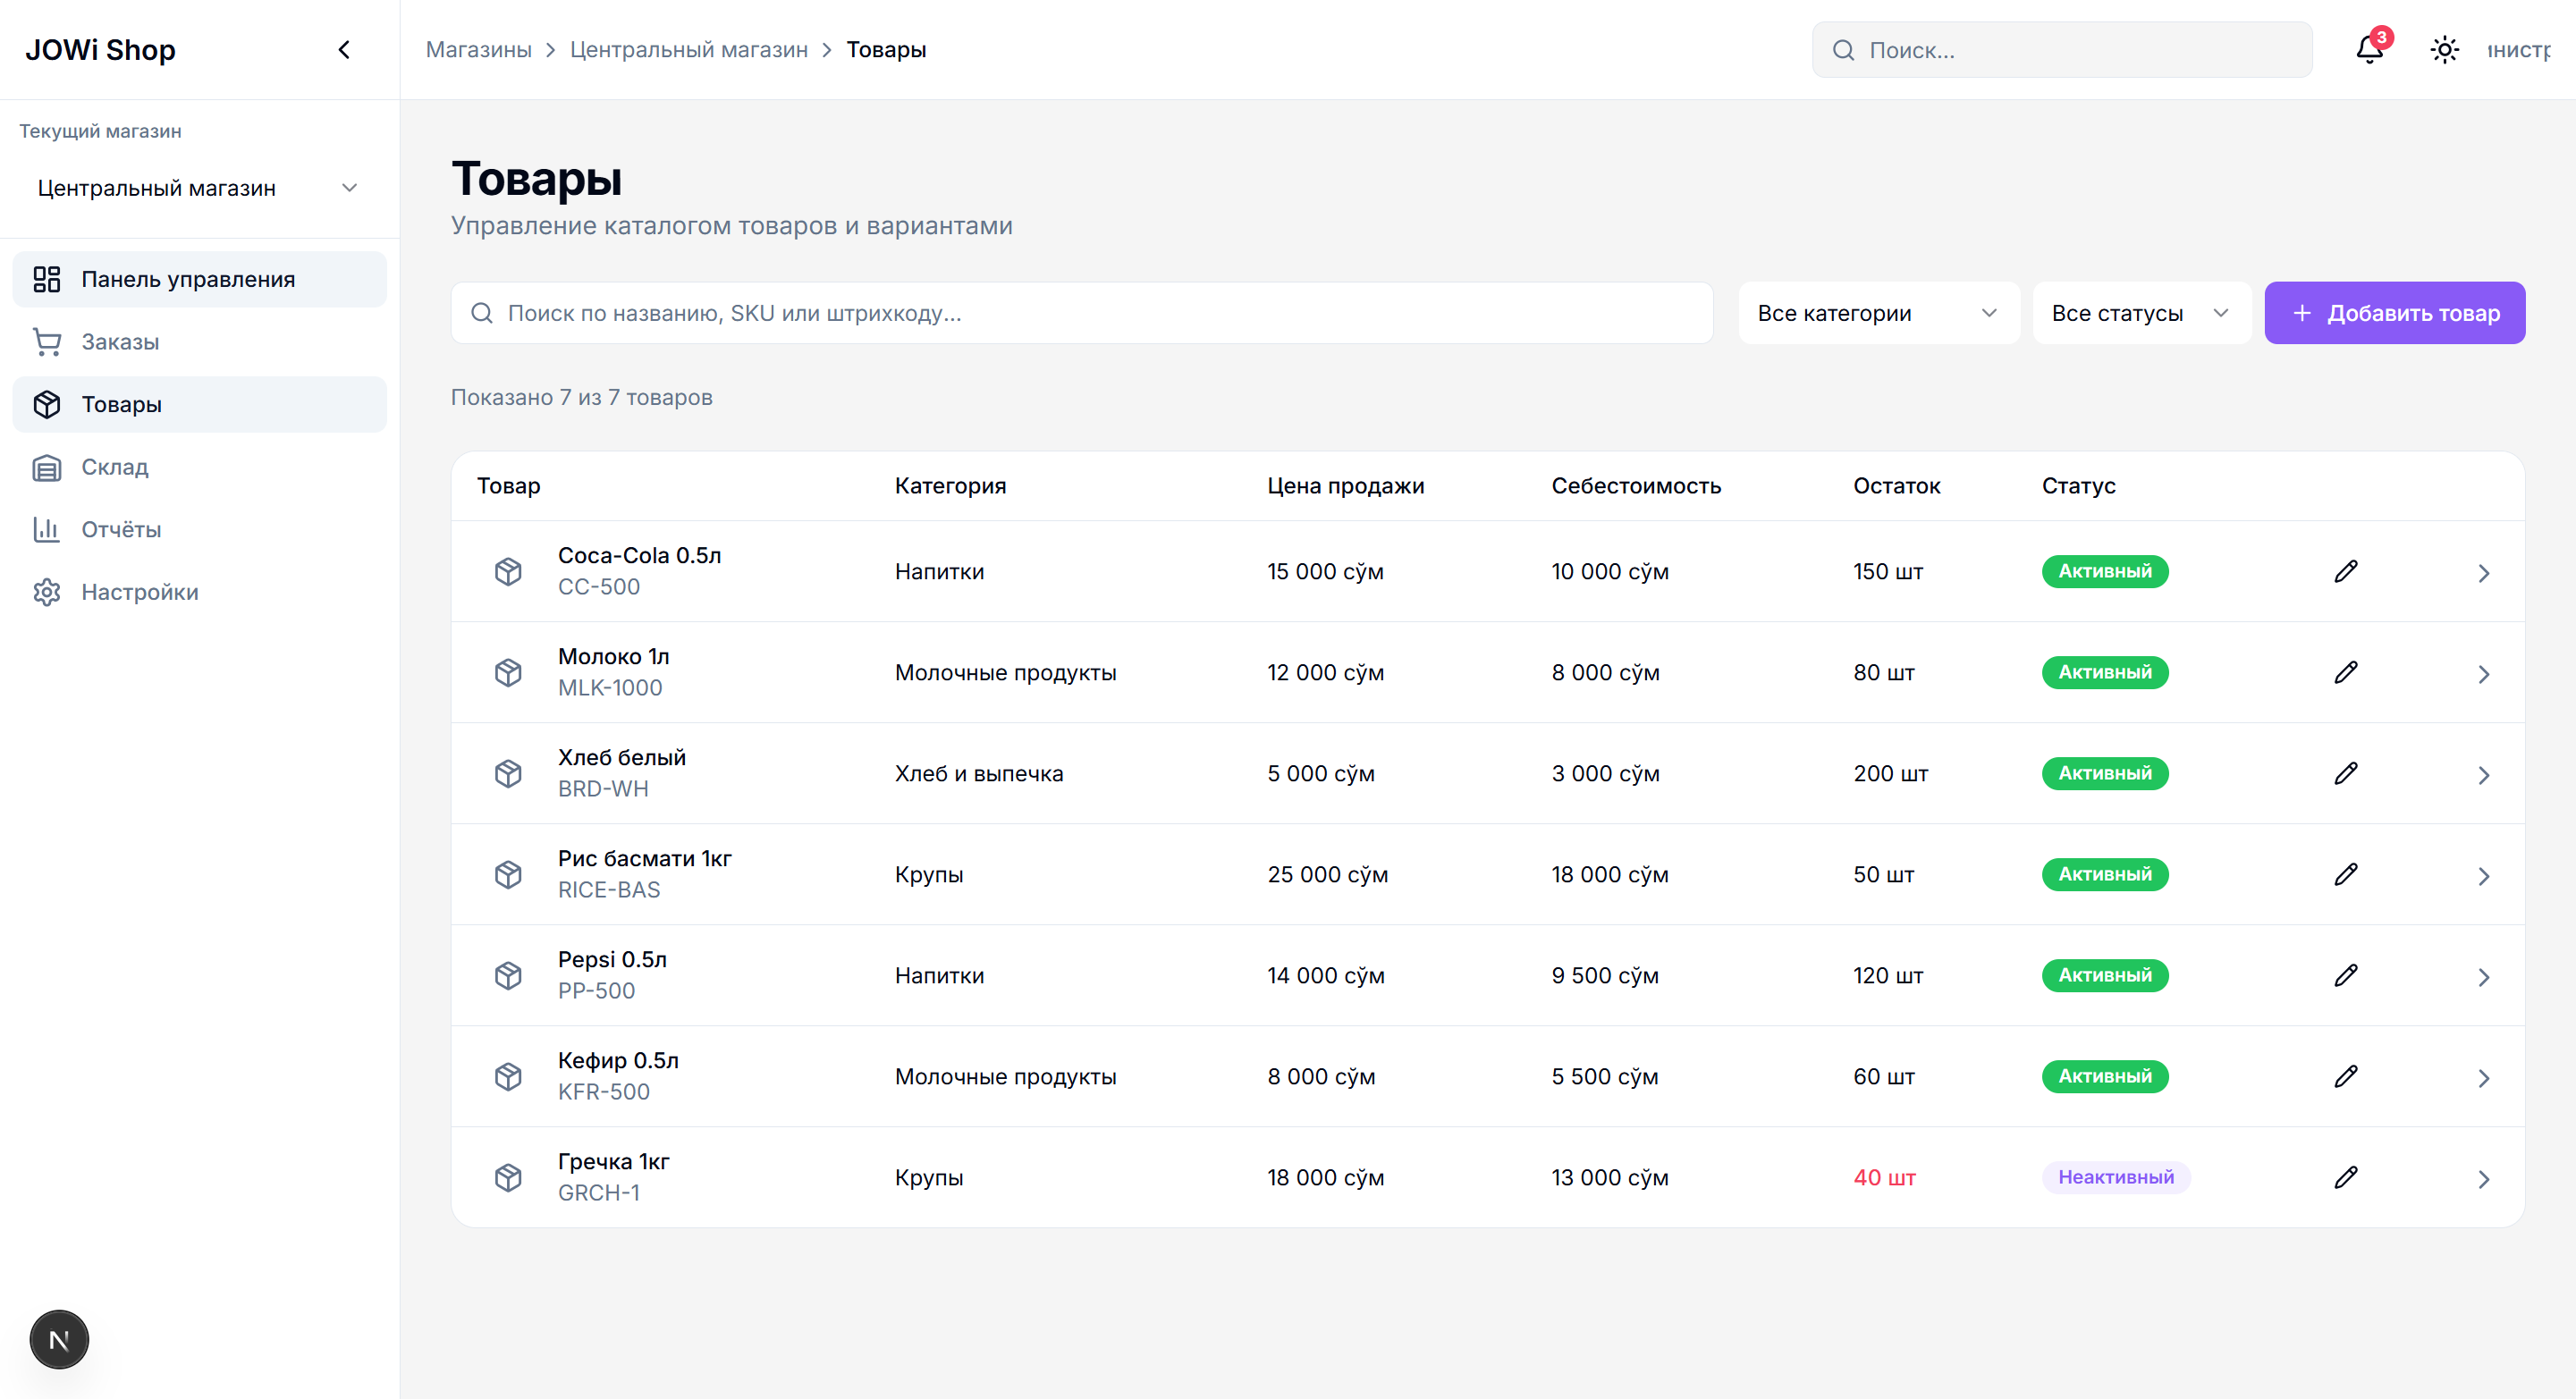 JOWi Shop
Магазины > Центральный магазин > Товары
Поиск...
3
Текущий магазин
Центральный магазин
Панель управления
Заказы
Товары
Склад
Отчёты
Настройки
N
Товары
Управление каталогом товаров и вариантами
Поиск по названию, SKU или штрихкоду...
Все категории
Все статусы
+ Добавить товар
Показано 7 из 7 товаров
Товар Категория Цена продажи Себестоимость Остаток Статус
Coca-Cola 0.5л
CC-500
Напитки 15 000 сўм 10 000 сўм 150 шт Активный
Молоко 1л
MLK-1000
Молочные продукты 12 000 сўм 8 000 сўм 80 шт Активный
Хлеб белый
BRD-WH
Хлеб и выпечка 5 000 сўм 3 000 сўм 200 шт Активный
Рис басмати 1кг
RICE-BAS
Крупы 25 000 сўм 18 000 сўм 50 шт Активный
Pepsi 0.5л
PP-500
Напитки 14 000 сўм 9 500 сўм 120 шт Активный
Кефир 0.5л
KFR-500
Молочные продукты 8 000 сўм 5 500 сўм 60 шт Активный
Гречка 1кг
GRCH-1
Крупы 18 000 сўм 13 000 сўм 40 шт Неактивный